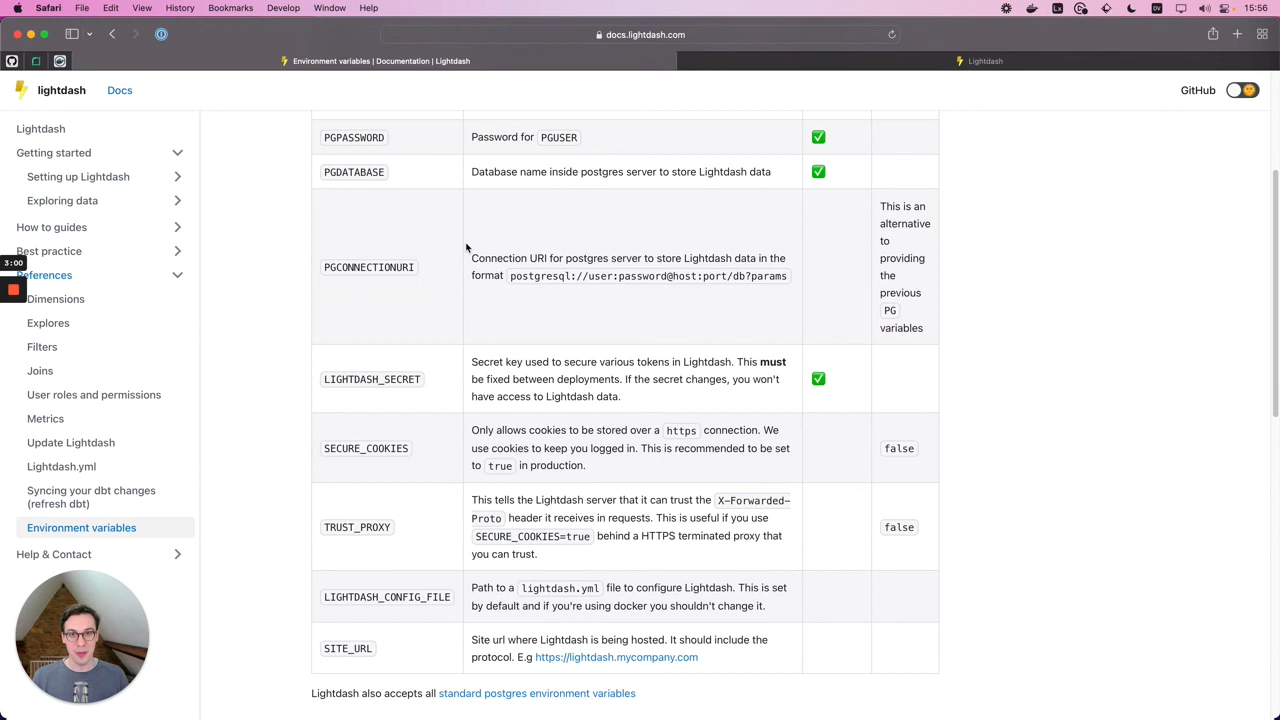 Safari File Edit View History Bookmarks Develop Window Help
15:56
docs.lightdash.com
Environment variables | Documentation | Lightdash
Lightdash
lightdash Docs
GitHub
Lightdash
Getting started
Setting up Lightdash
Exploring data
How to guides
Best practice
3:00
References
Dimensions
Explores
Filters
Joins
User roles and permissions
Metrics
Update Lightdash
Lightdash.yml
Syncing your dbt changes
(refresh dbt)
Environment variables
Help & Contact
PGPASSWORD
Password for PGUSER
PGDATABASE
Database name inside postgres server to store Lightdash data
PGCONNECTIONURI
Connection URI for postgres server to store Lightdash data in the
format postgresql://user:password@host:port/db?params
This is an
alternative
to
providing
the
previous
PG
variables
LIGHTDASH_SECRET
Secret key used to secure various tokens in Lightdash. This must
be fixed between deployments. If the secret changes, you won't
have access to Lightdash data.
SECURE_COOKIES
Only allows cookies to be stored over a https connection. We
use cookies to keep you logged in. This is recommended to be set
to true in production.
false
TRUST_PROXY
This tells the Lightdash server that it can trust the X-Forwarded-
Proto header it receives in requests. This is useful if you use
SECURE_COOKIES=true behind a HTTPS terminated proxy that
you can trust.
false
LIGHTDASH_CONFIG_FILE
Path to a lightdash.yml file to configure Lightdash. This is set
by default and if you're using docker you shouldn't change it.
SITE_URL
Site url where Lightdash is being hosted. It should include the
protocol. E.g https://lightdash.mycompany.com
Lightdash also accepts all standard postgres environment variables